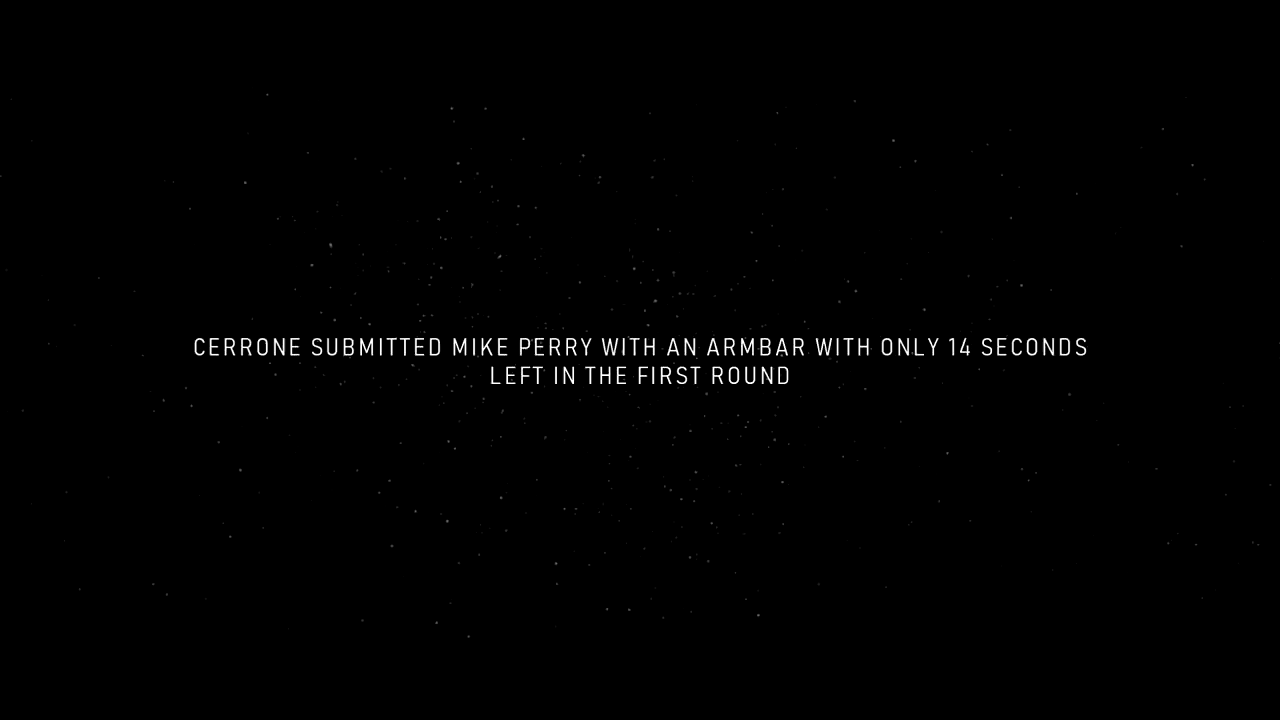 CERRONE SUBMITTED MIKE PERRY WITH AN ARMBAR WITH ONLY 14 SECONDS
LEFT IN THE FIRST ROUND